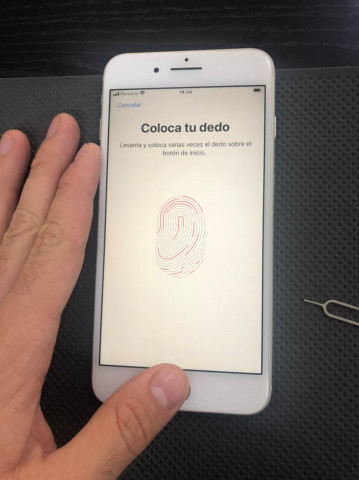 Personal 14:54
Cancelar
Coloca tu dedo
Levanta y coloca varias veces el dedo sobre el
botón de inicio.